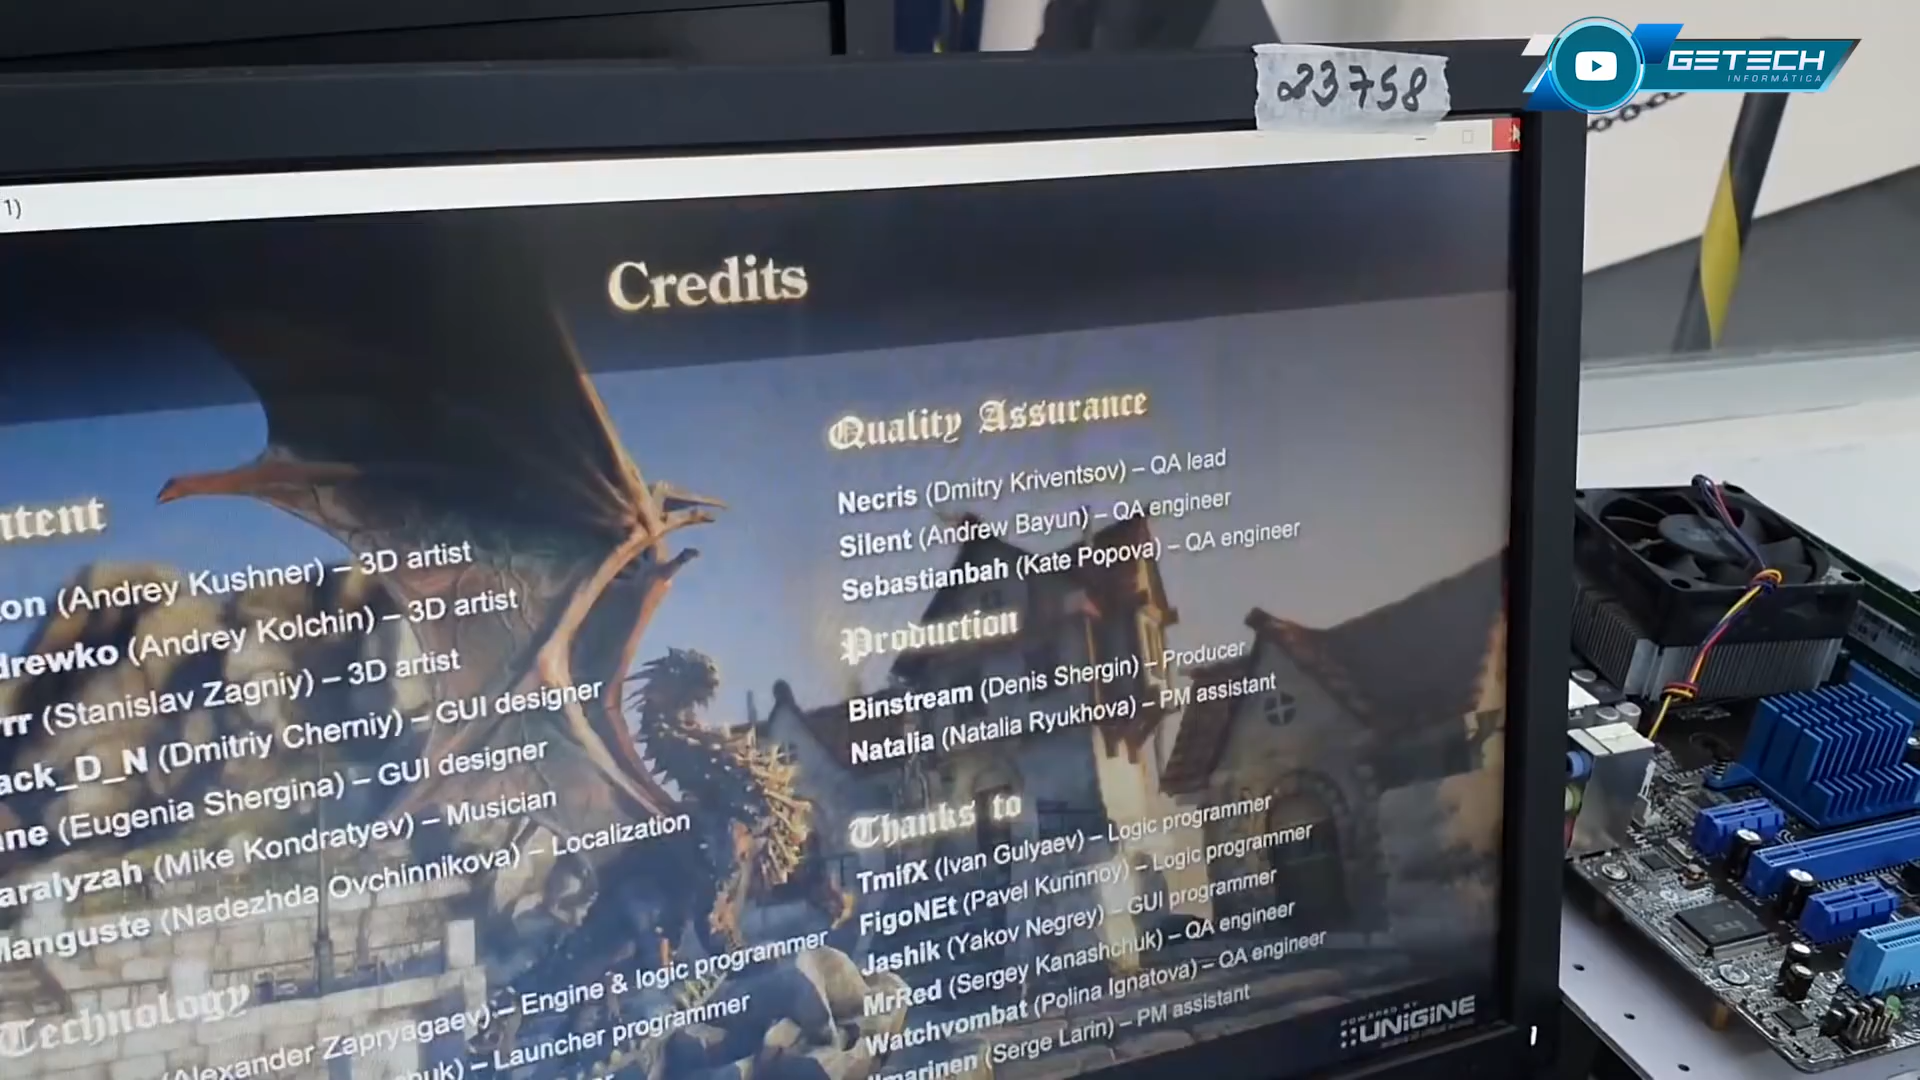 23758
GETECH
INFORMÁTICA
1)
Credits
Quality Assurance
Necris (Dmitry Kriventsov) – QA lead
Silent (Andrew Bayun) – QA engineer
Sebastianbah (Kate Popova) – QA engineer
Production
Binstream (Denis Shergin) – Producer
Natalia (Natalia Ryukhova) – PM assistant
Thanks to
TmifX (Ivan Gulyaev) – Logic programmer
FigoNEt (Pavel Kurinnoy) – Logic programmer
Jashik (Yakov Negrey) – GUI programmer
MrRed (Sergey Kanashchuk) – QA engineer
Watchvombat (Polina Ignatova) – QA engineer
(Serge Larin) – PM assistant
(Andrey Kushner) – 3D artist
(Andrey Kolchin) – 3D artist
(Stanislav Zagniy) – 3D artist
(Dmitriy Cherniy) – GUI designer
(Eugenia Shergina) – GUI designer
(Mike Kondratyev) – Musician
(Nadezhda Ovchinnikova) – Localization
Technology
(Alexander Zapryagaev) – Engine & logic programmer
– Launcher programmer
POWERED BY
UNIGINE